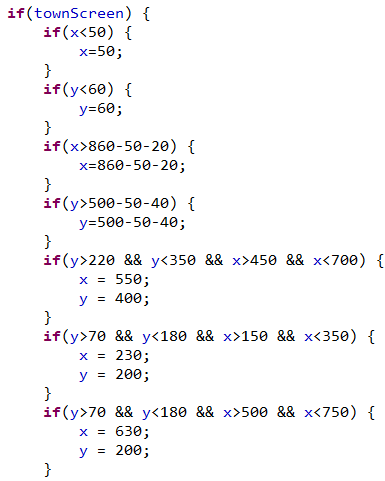 if(townScreen) {
    if(x<50) {
        x=50;
    }
    if(y<60) {
        y=60;
    }
    if(x>860-50-20) {
        x=860-50-20;
    }
    if(y>500-50-40) {
        y=500-50-40;
    }
    if(y>220 && y<350 && x>450 && x<700) {
        x = 550;
        y = 400;
    }
    if(y>70 && y<180 && x>150 && x<350) {
        x = 230;
        y = 200;
    }
    if(y>70 && y<180 && x>500 && x<750) {
        x = 630;
        y = 200;
    }